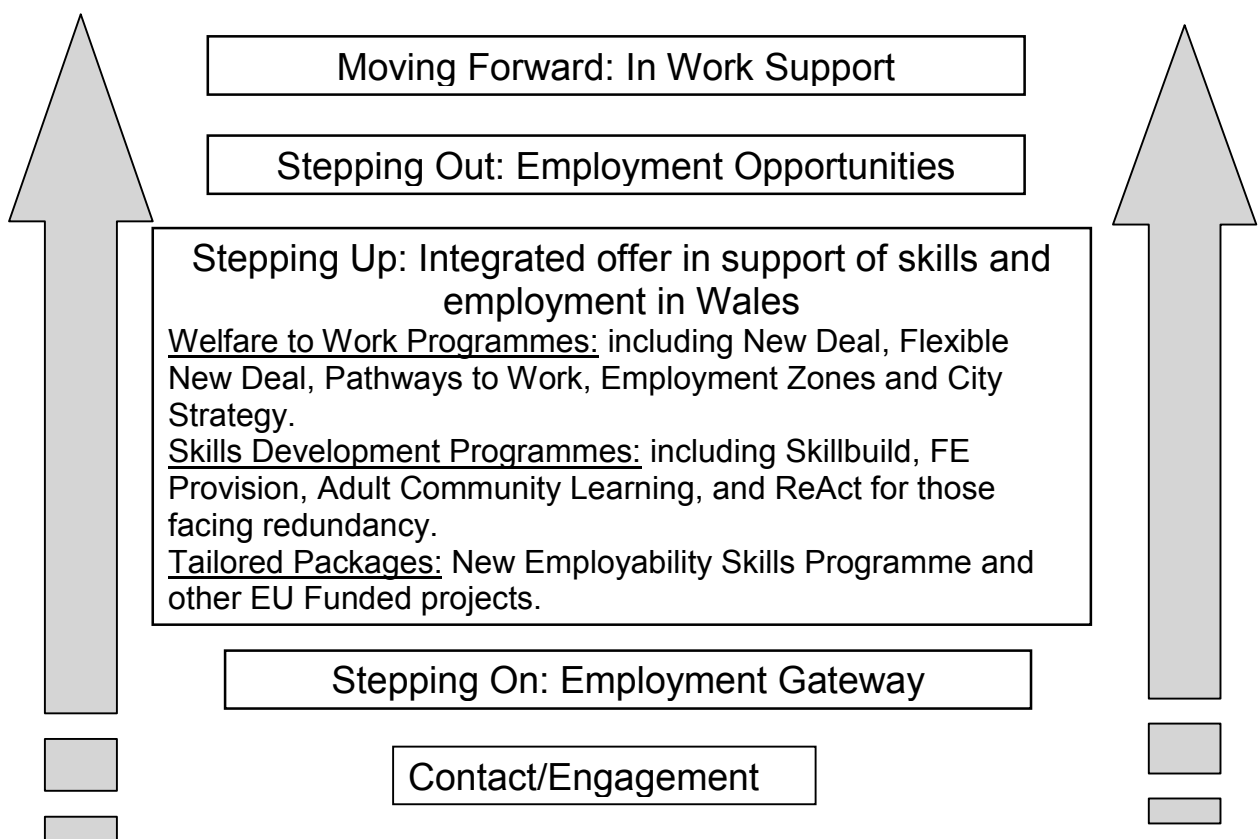 Moving Forward: In Work Support
Stepping Out: Employment Opportunities
Stepping Up: Integrated offer in support of skills and
employment in Wales
Welfare to Work Programmes: including New Deal, Flexible
New Deal, Pathways to Work, Employment Zones and City
Strategy.
Skills Development Programmes: including Skillbuild, FE
Provision, Adult Community Learning, and ReAct for those
facing redundancy.
Tailored Packages: New Employability Skills Programme and
other EU Funded projects.
Stepping On: Employment Gateway
Contact/Engagement